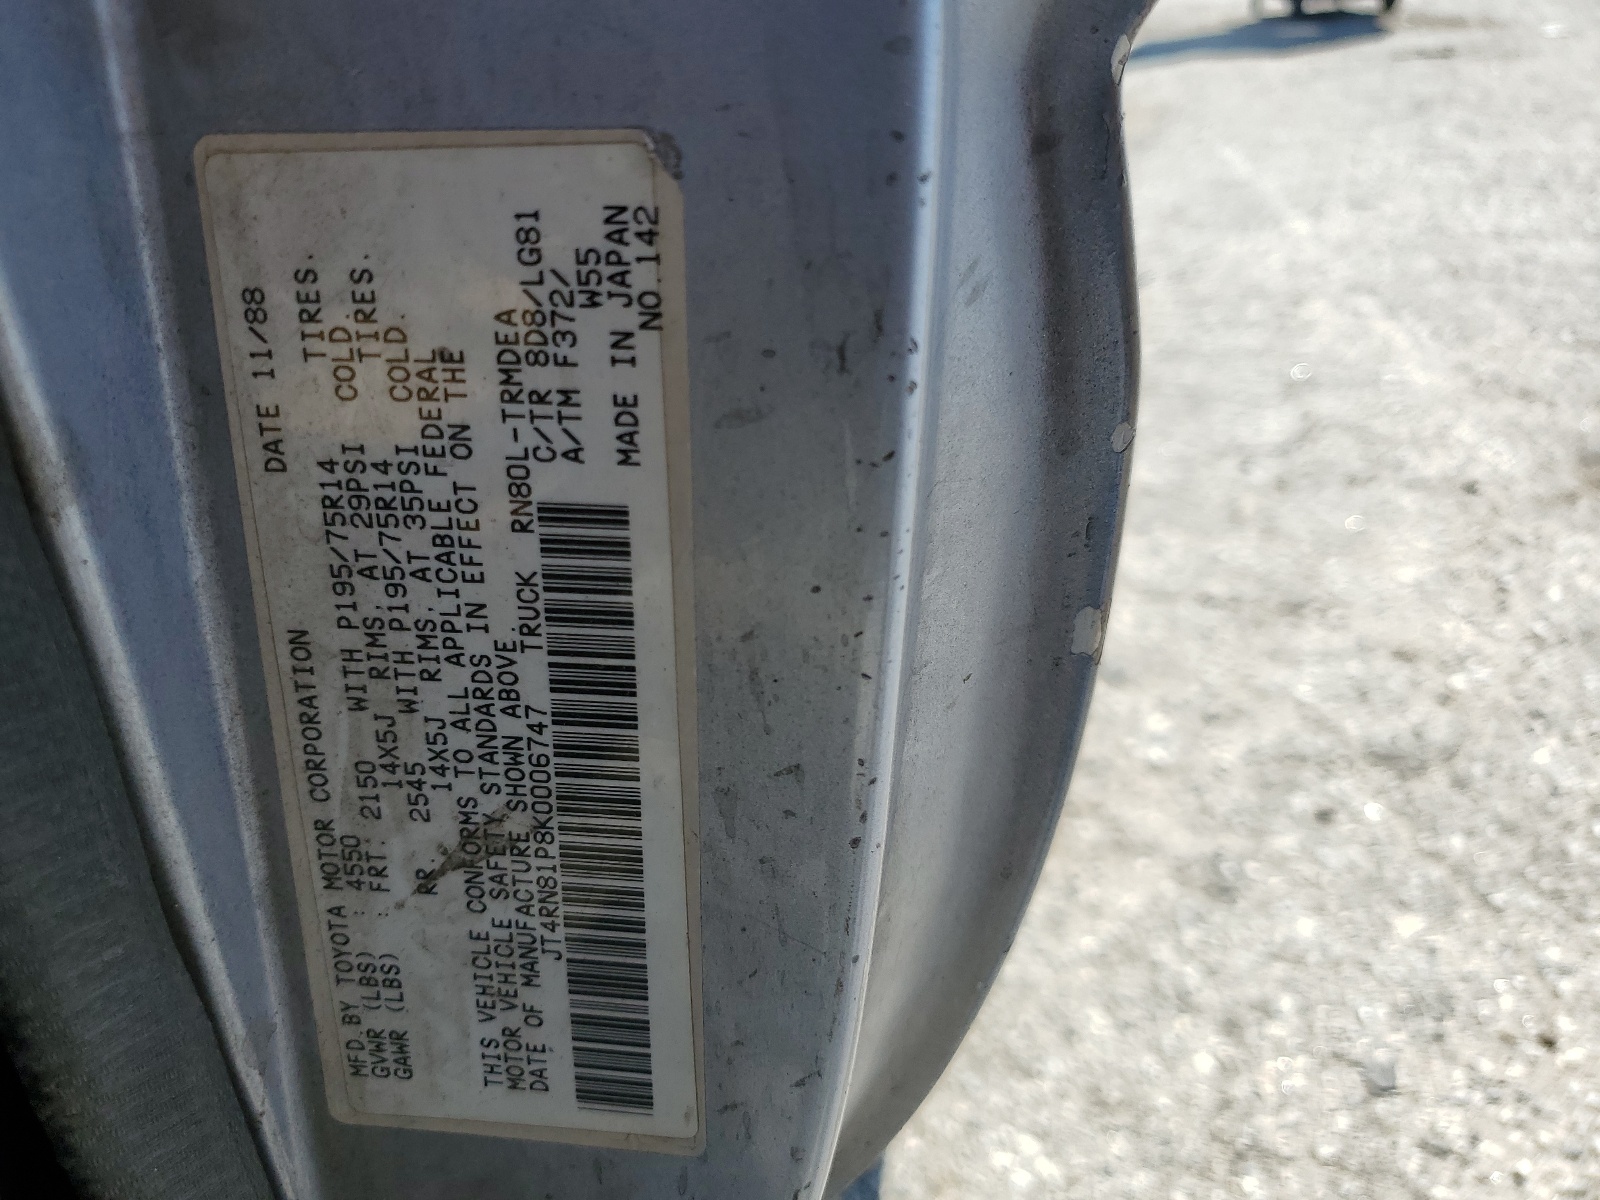 MFD. BY TOYOTA MOTOR CORPORATION DATE 11/88
GVWR (LBS) : 4550 WITH P195/75R14 TIRES.
GAWR (LBS) : FRT. 2150
14X5J RIMS, AT 29PSI COLD.
RR. 2545 WITH P195/75R14 TIRES.
14X5J RIMS, AT 35PSI COLD.
THIS VEHICLE CONFORMS TO ALL APPLICABLE FEDERAL
MOTOR VEHICLE SAFETY STANDARDS IN EFFECT ON THE
DATE OF MANUFACTURE SHOWN ABOVE.
JT4RN81P8K0006747 TRUCK RN80L-TRMDEA
C/TR 8D8/LG81
A/TM F372/
W55
MADE IN JAPAN
NO.142